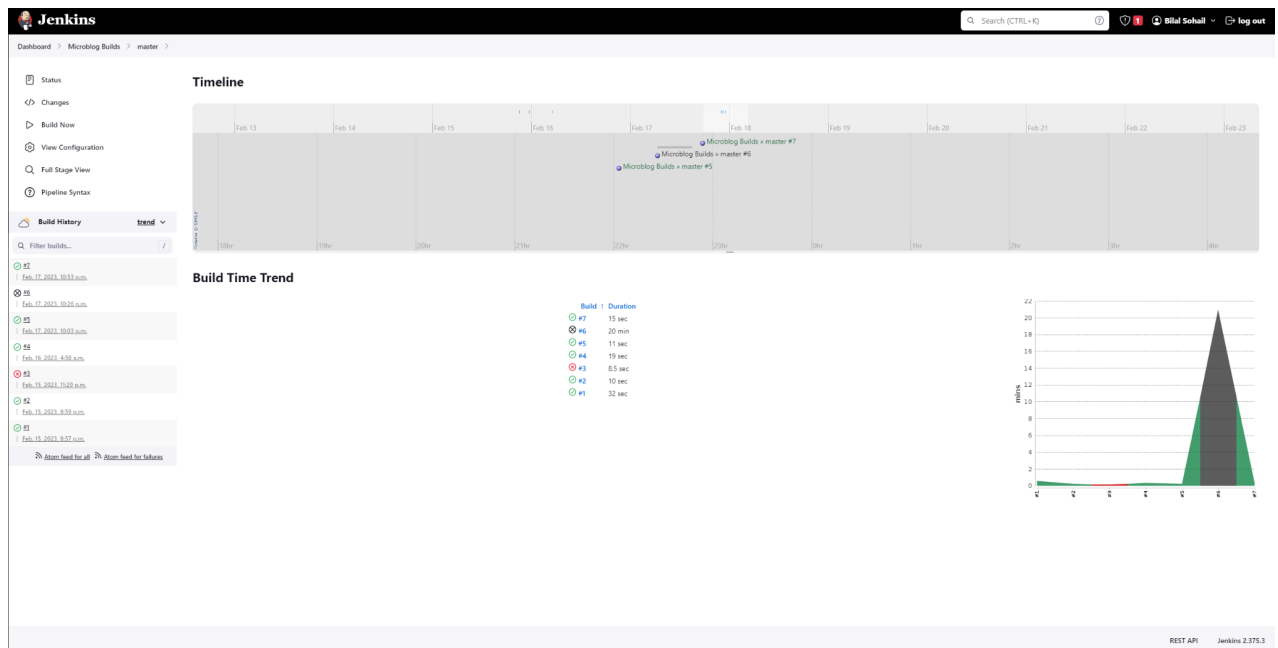 Jenkins
Search (CTRL+K)
1
Bilal Sohail
log out
Dashboard > Microblog Builds > master >
Status
Changes
Build Now
View Configuration
Full Stage View
Pipeline Syntax
Build History trend
Filter builds... /
#7
Feb. 17, 2023, 10:53 p.m.
#6
Feb. 17, 2023, 10:26 p.m.
#5
Feb. 17, 2023, 10:03 p.m.
#4
Feb. 16, 2023, 4:56 a.m.
#3
Feb. 15, 2023, 11:20 p.m.
#2
Feb. 15, 2023, 8:59 p.m.
#1
Feb. 15, 2023, 8:57 p.m.
Atom feed for all Atom feed for failures
Timeline
Feb 13 Feb 14 Feb 15 Feb 16 Feb 17 Feb 18 Feb 19 Feb 20 Feb 21 Feb 22 Feb 23
Microblog Builds » master #7
Microblog Builds » master #6
Microblog Builds » master #5
Timeline © SIMILE
18hr 19hr 20hr 21hr 22hr 23hr 0hr 1hr 2hr 3hr 4hr
Build Time Trend
Build ↑ Duration
#7 15 sec
#6 20 min
#5 11 sec
#4 19 sec
#3 8.5 sec
#2 10 sec
#1 32 sec
mins
22
20
18
16
14
12
10
8
6
4
2
0
#1 #2 #3 #4 #5 #6 #7
REST API Jenkins 2.375.3